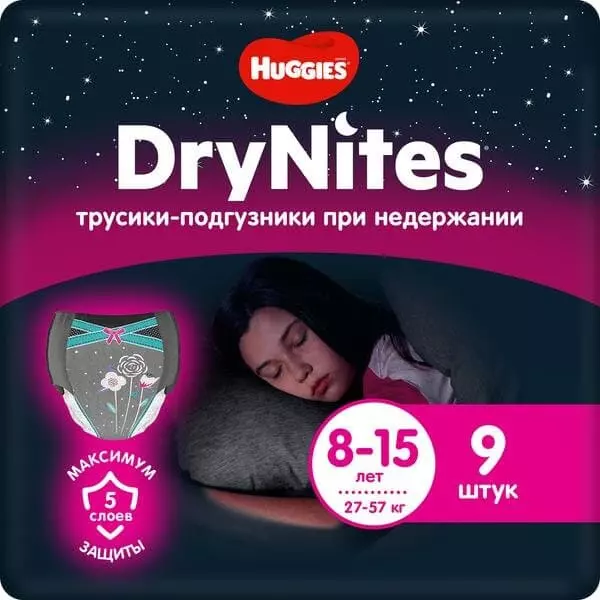 HUGGIES
DryNites®
трусики-подгузники при недержании
МАКСИМУМ
5
слоев
ЗАЩИТЫ
8-15
лет
27-57 кг
9
штук